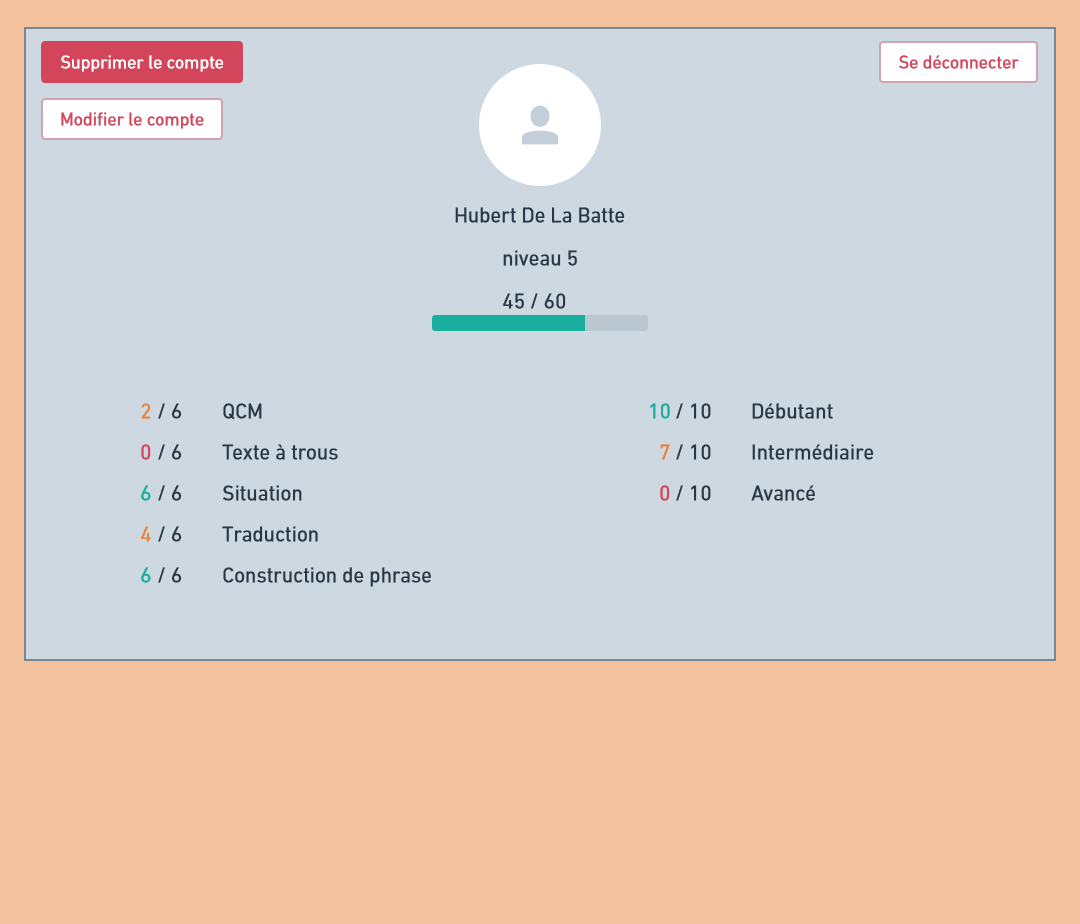 Supprimer le compte
Se déconnecter
Modifier le compte
Hubert De La Batte
niveau 5
45 / 60
2 / 6 QCM
0 / 6 Texte à trous
6 / 6 Situation
4 / 6 Traduction
6 / 6 Construction de phrase
10 / 10 Débutant
7 / 10 Intermédiaire
0 / 10 Avancé